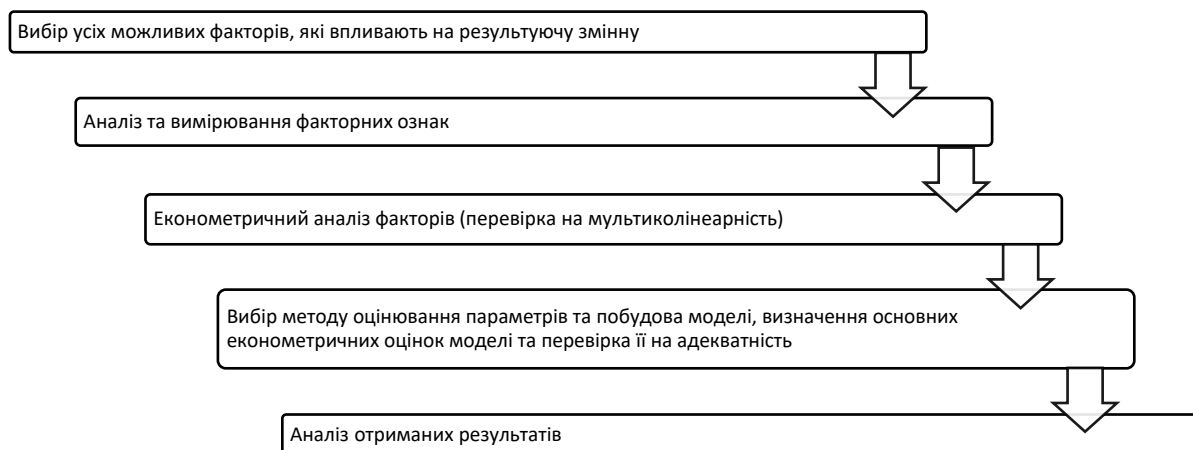 Вибір усіх можливих факторів, які впливають на результуючу змінну
Аналіз та вимірювання факторних ознак
Економетричний аналіз факторів (перевірка на мультиколінеарність)
Вибір методу оцінювання параметрів та побудова моделі, визначення основних
економетричних оцінок моделі та перевірка її на адекватність
Аналіз отриманих результатів